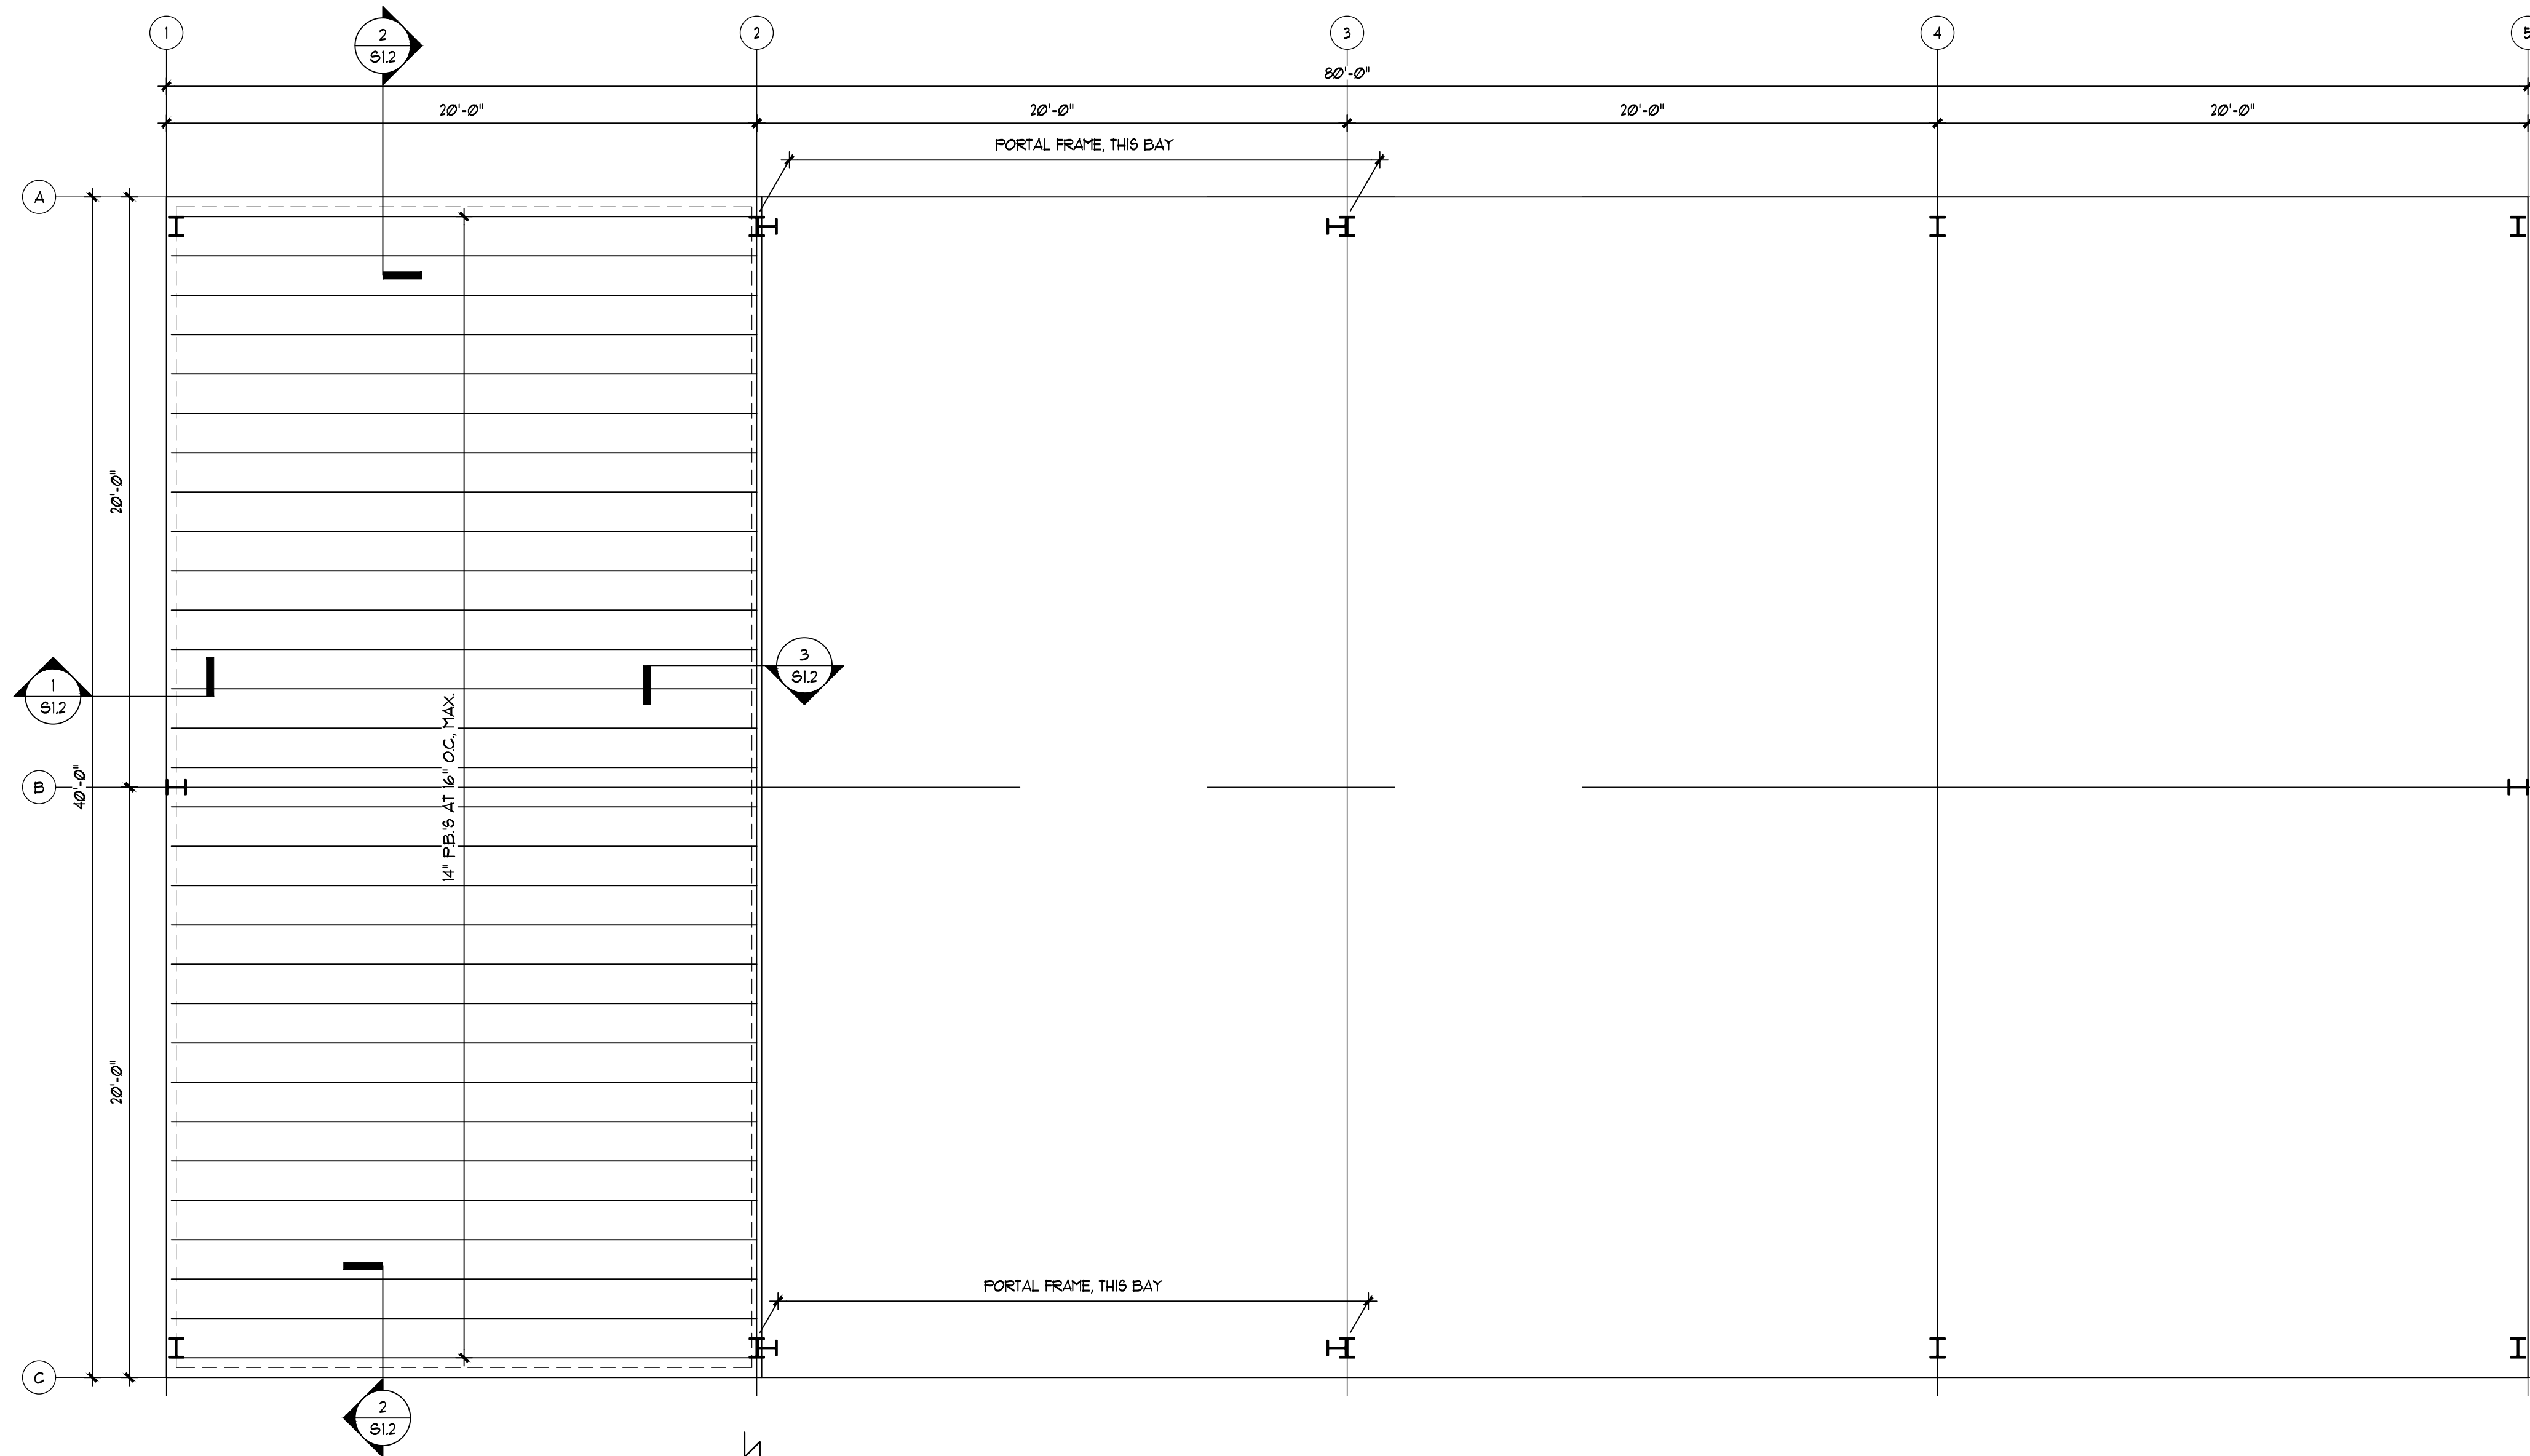 1
2
3
4
5
2
S1.2
80'-0"
20'-0"
20'-0"
20'-0"
20'-0"
PORTAL FRAME, THIS BAY
A
20'-0"
3
S1.2
1
S1.2
14" P.B.'S AT 16" O.C., MAX.
B
40'-0"
20'-0"
PORTAL FRAME, THIS BAY
C
2
S1.2